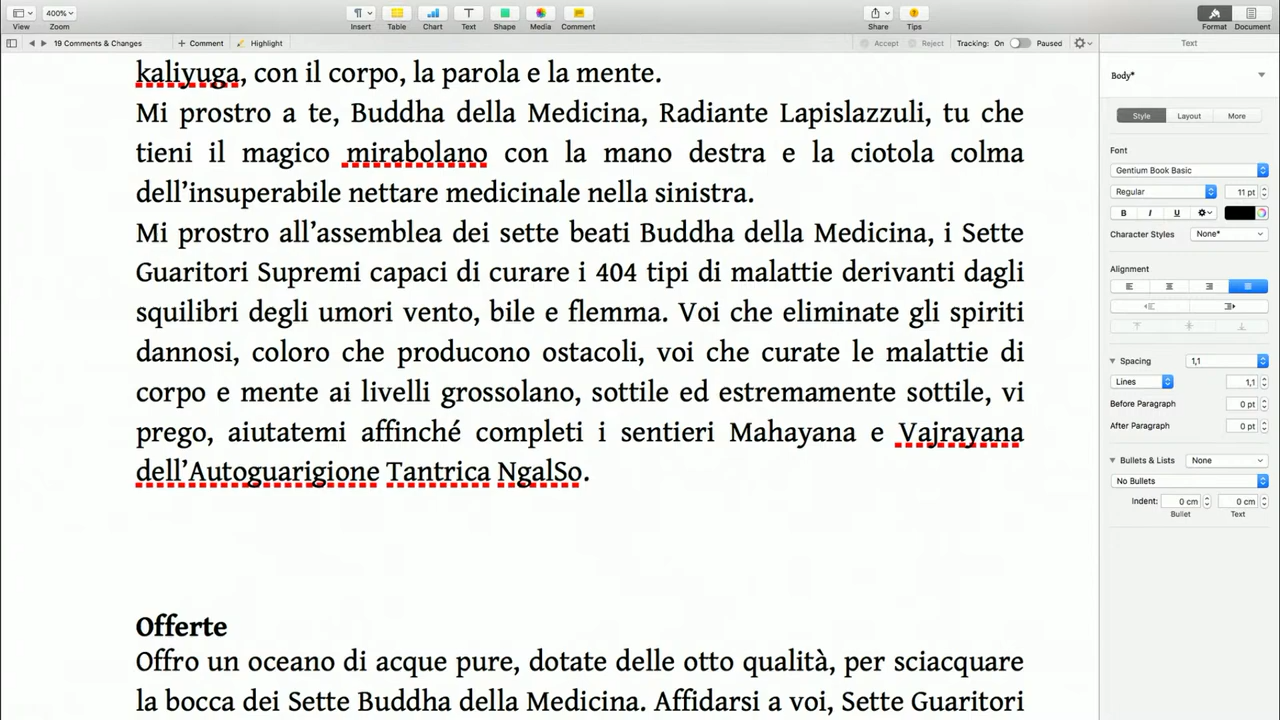 400%
View
Zoom
Insert
Table
Chart
Text
Shape
Media
Comment
Share
Tips
Format
Document
19 Comments & Changes
+ Comment
Highlight
Accept
Reject
Tracking: On
Paused
Text
kaliyuga, con il corpo, la parola e la mente.
Mi prostro a te, Buddha della Medicina, Radiante Lapislazzuli, tu che
tieni il magico mirabolano con la mano destra e la ciotola colma
dell'insuperabile nettare medicinale nella sinistra.
Mi prostro all'assemblea dei sette beati Buddha della Medicina, i Sette
Guaritori Supremi capaci di curare i 404 tipi di malattie derivanti dagli
squilibri degli umori vento, bile e flemma. Voi che eliminate gli spiriti
dannosi, coloro che producono ostacoli, voi che curate le malattie di
corpo e mente ai livelli grossolano, sottile ed estremamente sottile, vi
prego, aiutatemi affinché completi i sentieri Mahayana e Vajrayana
dell'Autoguarigione Tantrica NgalSo.
Offerte
Offro un oceano di acque pure, dotate delle otto qualità, per sciacquare
la bocca dei Sette Buddha della Medicina. Affidarsi a voi, Sette Guaritori
Body*
Style
Layout
More
Font
Gentium Book Basic
Regular
11 pt
B I U
Character Styles
None*
Alignment
Spacing
1,1
Lines
1,1
Before Paragraph
0 pt
After Paragraph
0 pt
Bullets & Lists
None
No Bullets
Indent:
0 cm
0 cm
Bullet
Text